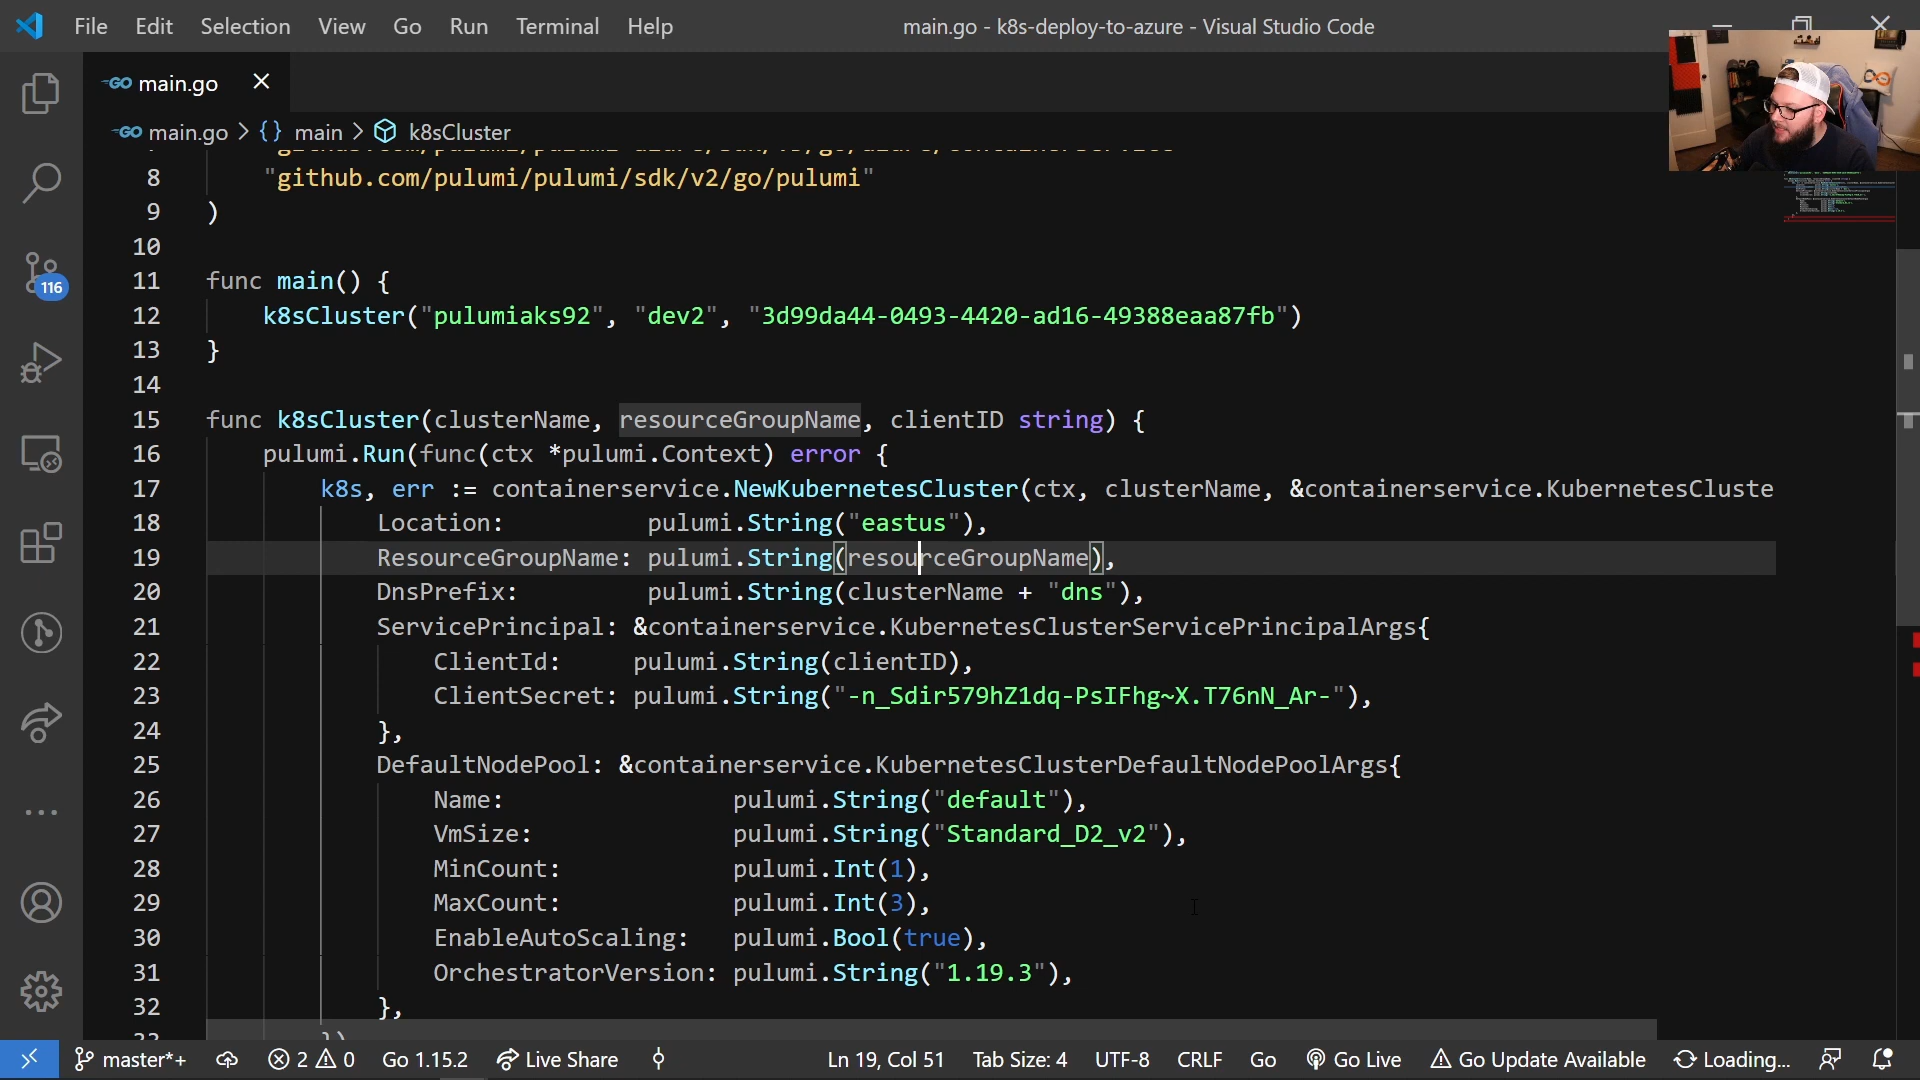 File Edit Selection View Go Run Terminal Help
main.go - k8s-deploy-to-azure - Visual Studio Code
GO main.go
GO main.go > {} main > k8sCluster
8 "github.com/pulumi/pulumi/sdk/v2/go/pulumi"
9 )
10
11 func main() {
12 k8sCluster("pulumiaks92", "dev2", "3d99da44-0493-4420-ad16-49388eaa87fb")
13 }
14
15 func k8sCluster(clusterName, resourceGroupName, clientID string) {
16 pulumi.Run(func(ctx *pulumi.Context) error {
17 k8s, err := containerservice.NewKubernetesCluster(ctx, clusterName, &containerservice.KubernetesCluste
18 Location: pulumi.String("eastus"),
19 ResourceGroupName: pulumi.String(resourceGroupName),
20 DnsPrefix: pulumi.String(clusterName + "dns"),
21 ServicePrincipal: &containerservice.KubernetesClusterServicePrincipalArgs{
22 ClientId: pulumi.String(clientID),
23 ClientSecret: pulumi.String("-n_Sdir579hZ1dq-PsIFhg~X.T76nN_Ar-"),
24 },
25 DefaultNodePool: &containerservice.KubernetesClusterDefaultNodePoolArgs{
26 Name: pulumi.String("default"),
27 VmSize: pulumi.String("Standard_D2_v2"),
28 MinCount: pulumi.Int(1),
29 MaxCount: pulumi.Int(3),
30 EnableAutoScaling: pulumi.Bool(true),
31 OrchestratorVersion: pulumi.String("1.19.3"),
32 },
116
master*+ 2 0 Go 1.15.2 Live Share Ln 19, Col 51 Tab Size: 4 UTF-8 CRLF Go Go Live Go Update Available Loading...